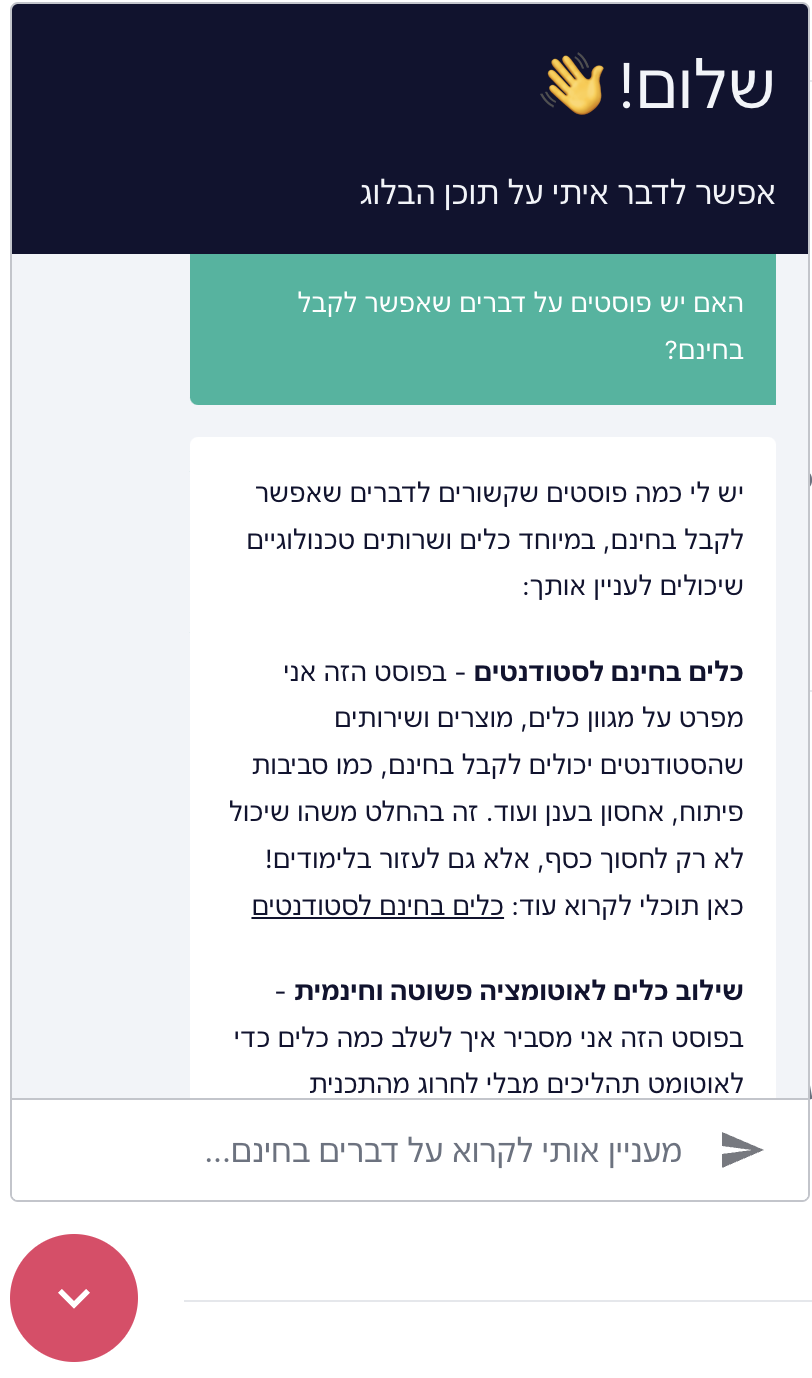 שלום! 👋
אפשר לדבר איתי על תוכן הבלוג
האם יש פוסטים על דברים שאפשר לקבל
בחינם?
יש לי כמה פוסטים שקשורים לדברים שאפשר
לקבל בחינם, במיוחד כלים ושרותים טכנולוגיים
שיכולים לעניין אותך:
כלים בחינם לסטודנטים - בפוסט הזה אני
מפרט על מגוון כלים, מוצרים ושירותים
שהסטודנטים יכולים לקבל בחינם, כמו סביבות
פיתוח, אחסון בענן ועוד. זה בהחלט משהו שיכול
לא רק לחסוך כסף, אלא גם לעזור בלימודים!
כאן תוכלי לקרוא עוד: כלים בחינם לסטודנטים
שילוב כלים לאוטומציה פשוטה וחינמית -
בפוסט הזה אני מסביר איך לשלב כמה כלים כדי
לאוטומט תהליכים מבלי לחרוג מהתכנית
מעניין אותי לקרוא על דברים בחינם...